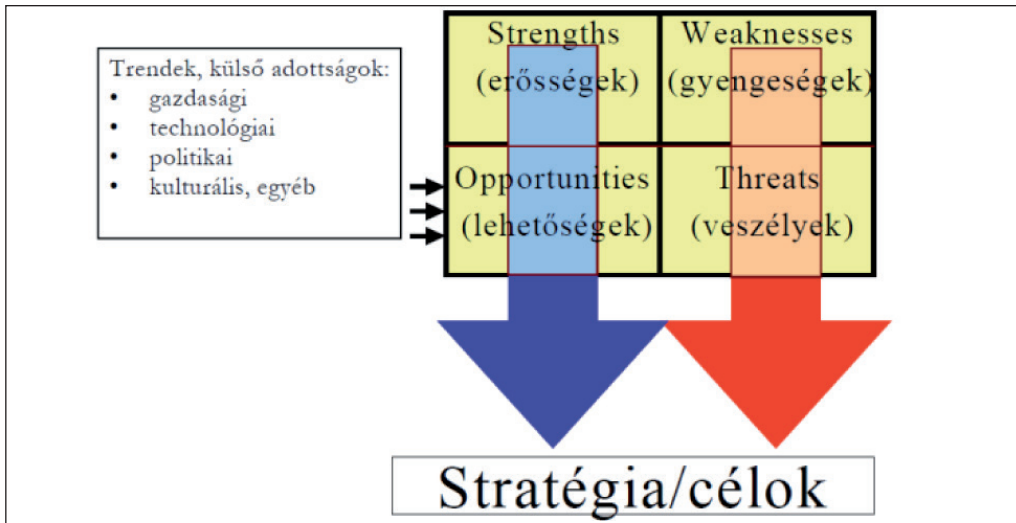 Trendek, külső adottságok:
• gazdasági
• technológiai
• politikai
• kulturális, egyéb
Strengths
(erősségek)
Weaknesses
(gyengeségek)
Opportunities
(lehetőségek)
Threats
(veszélyek)
Stratégia/célok